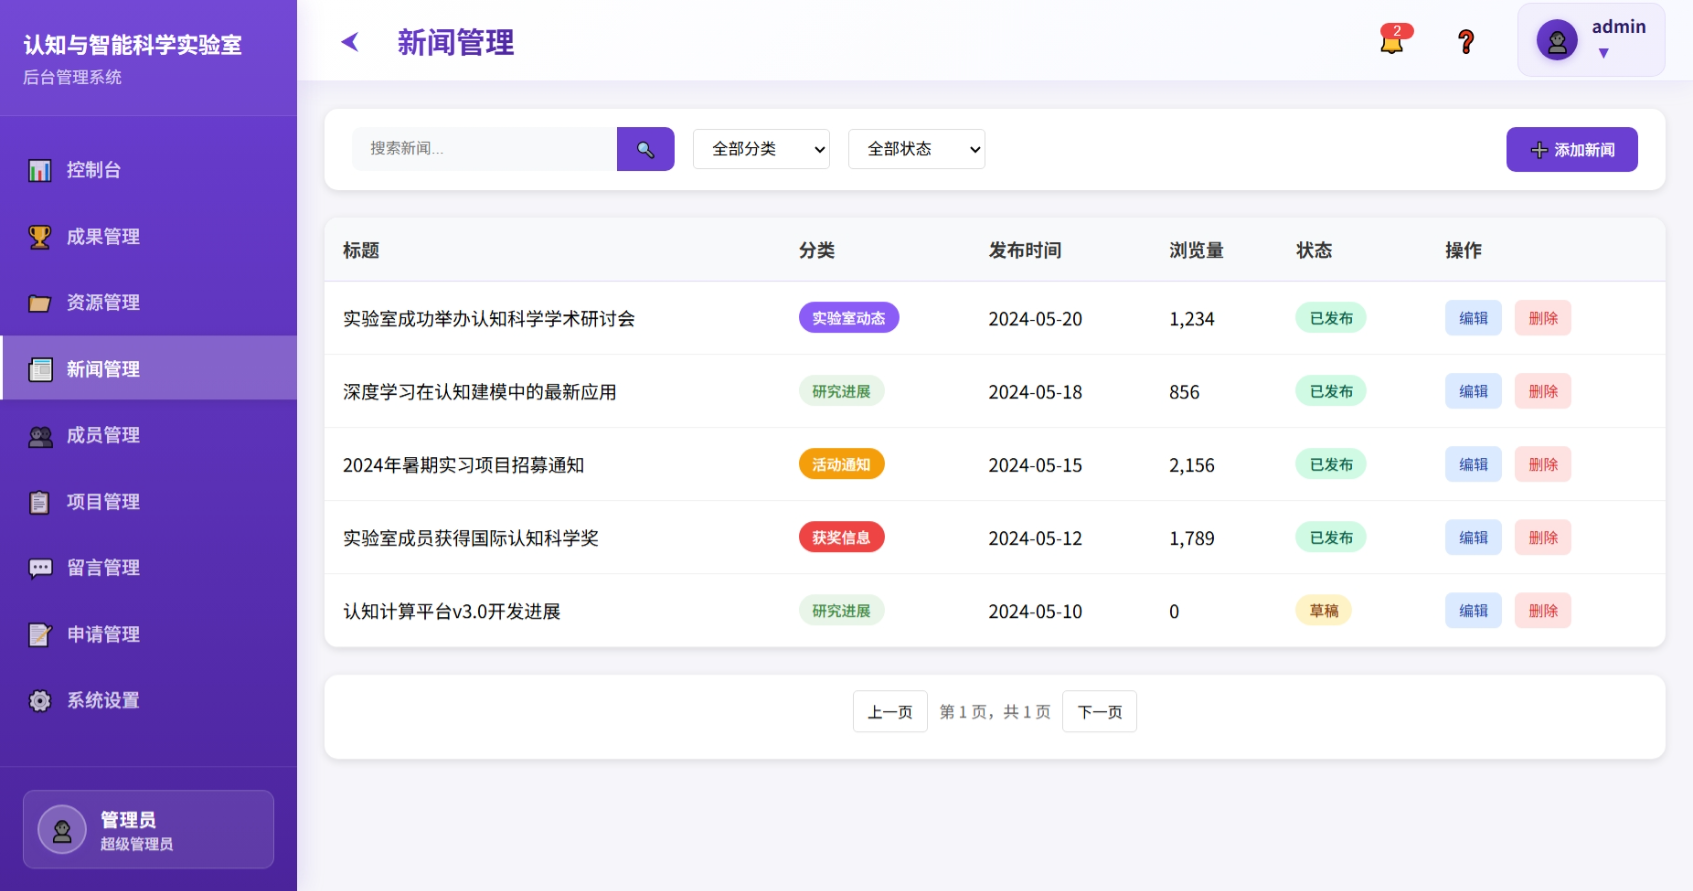 认知与智能科学实验室
后台管理系统
控制台
成果管理
资源管理
新闻管理
成员管理
项目管理
留言管理
申请管理
系统设置
管理员
超级管理员
新闻管理
2
admin
搜索新闻...
全部分类
全部状态
添加新闻
标题 分类 发布时间 浏览量 状态 操作
实验室成功举办认知科学学术研讨会 实验室动态 2024-05-20 1,234 已发布 编辑 删除
深度学习在认知建模中的最新应用 研究进展 2024-05-18 856 已发布 编辑 删除
2024年暑期实习项目招募通知 活动通知 2024-05-15 2,156 已发布 编辑 删除
实验室成员获得国际认知科学奖 获奖信息 2024-05-12 1,789 已发布 编辑 删除
认知计算平台v3.0开发进展 研究进展 2024-05-10 0 草稿 编辑 删除
上一页 第 1 页，共 1 页 下一页